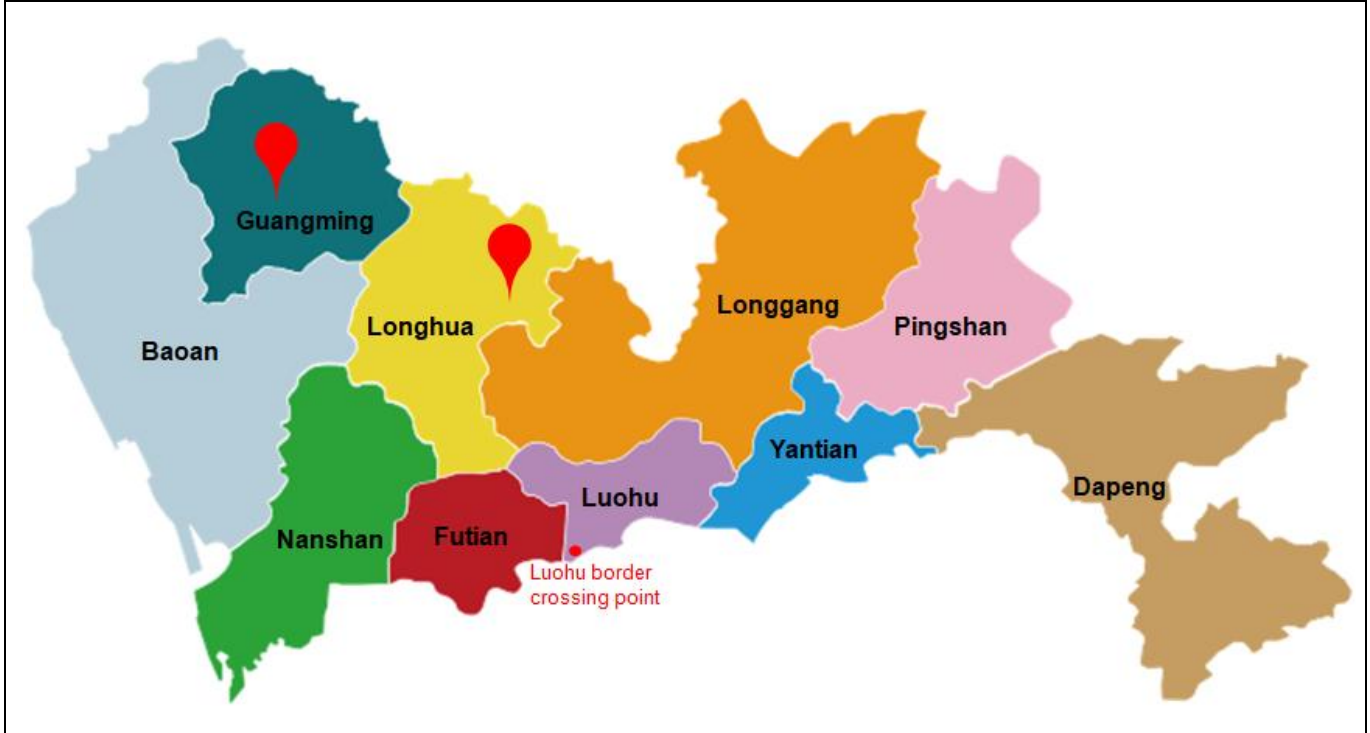 Guangming
Longgang
Longhua
Pingshan
Baoan
Yantian
Dapeng
Luohu
Nanshan
Futian
Luohu border
crossing point